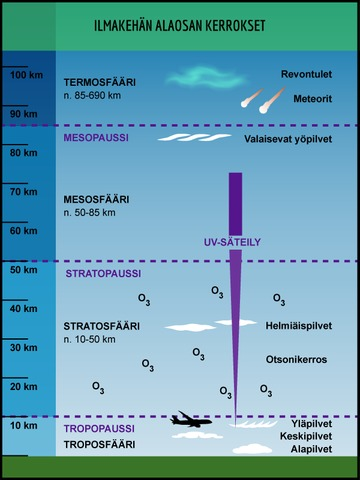 ILMAKEHÄN ALAOSAN KERROKSET
100 km
TERMOSFÄÄRI
n. 85-690 km
Revontulet
Meteorit
90 km
MESOPAUSSI
Valaisevat yöpilvet
80 km
70 km
MESOSFÄÄRI
n. 50-85 km
60 km
UV-SÄTEILY
50 km
STRATOPAUSSI
O3
O3
O3
40 km
STRATOSFÄÄRI
n. 10-50 km
Helmiäispilvet
30 km
O3
O3
Otsonikerros
20 km
O3
O3
O3
10 km
TROPOPAUSSI
TROPOSFÄÄRI
Yläpilvet
Keskipilvet
Alapilvet